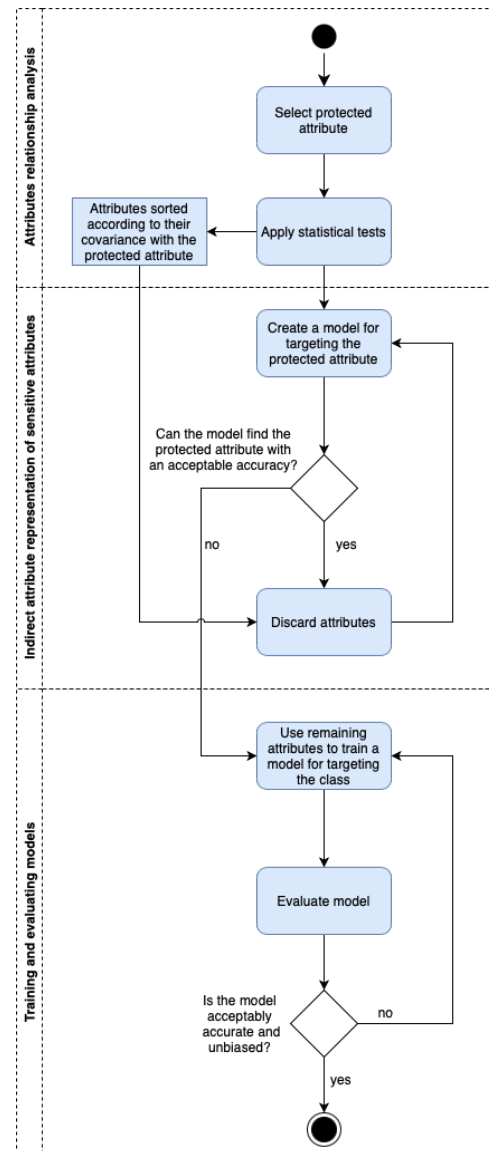 Attributes relationship analysis
Select protected
attribute
Attributes sorted
according to their
covariance with the
protected attribute
Apply statistical tests
Indirect attribute representation of sensitive attributes
Create a model for
targeting the
protected attribute
Can the model find the
protected attribute with
an acceptable accuracy?
no
yes
Discard attributes
Training and evaluating models
Use remaining
attributes to train a
model for targeting
the class
Evaluate model
Is the model
acceptably
accurate and
unbiased?
no
yes